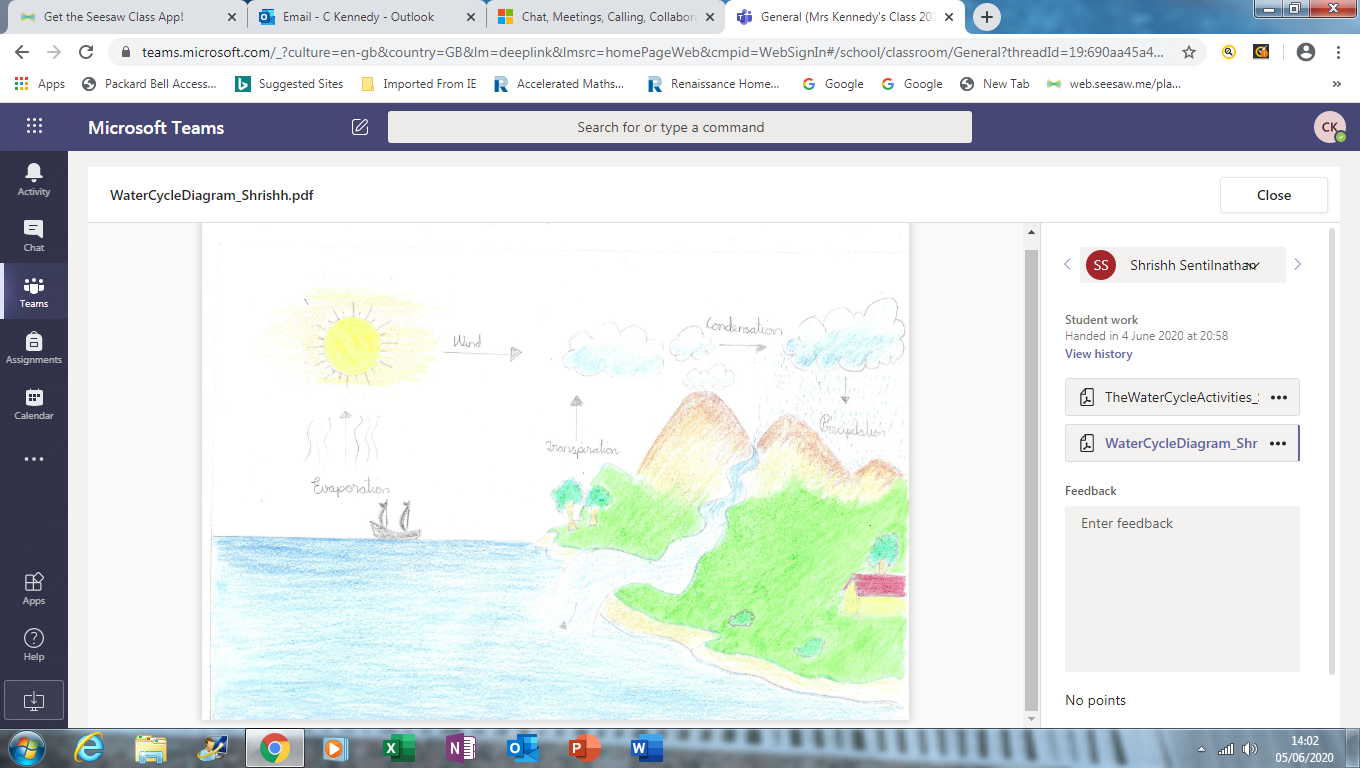 Get the Seesaw Class App!
Email - C Kennedy - Outlook
Chat, Meetings, Calling, Collabora
General (Mrs Kennedy's Class 20
teams.microsoft.com/_?culture=en-gb&country=GB&lm=deeplink&lmsrc=homePageWeb&cmpid=WebSignIn#/school/classroom/General?threadId=19:690aa45a4...
Apps
Packard Bell Acces...
Suggested Sites
Imported From IE
Accelerated Maths...
Renaissance Home...
Google
Google
New Tab
web.seesaw.me/pla...
»
Microsoft Teams
Search for or type a command
CK
Activity
Chat
Teams
Assignments
Calendar
Apps
Help
WaterCycleDiagram_Shrishh.pdf
Close
Wind
Condensation
Transpiration
Precipitation
Evaporation
SS
Shrishh Sentilnathan
Student work
Handed in 4 June 2020 at 20:58
View history
TheWaterCycleActivities_
WaterCycleDiagram_Shr
Feedback
Enter feedback
No points
14:02
05/06/2020